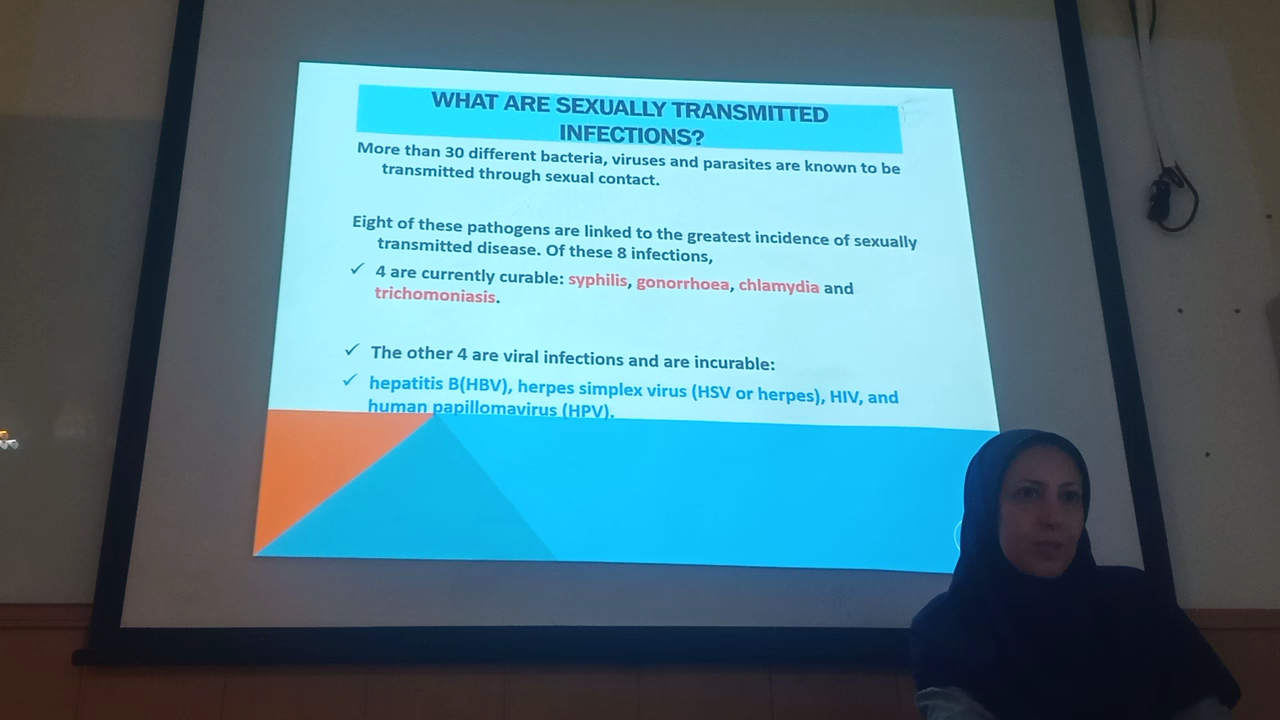 WHAT ARE SEXUALLY TRANSMITTED
INFECTIONS?
More than 30 different bacteria, viruses and parasites are known to be
transmitted through sexual contact.
Eight of these pathogens are linked to the greatest incidence of sexually
transmitted disease. Of these 8 infections,
✓ 4 are currently curable: syphilis, gonorrhoea, chlamydia and
trichomoniasis.
✓ The other 4 are viral infections and are incurable:
✓ hepatitis B(HBV), herpes simplex virus (HSV or herpes), HIV, and
human papillomavirus (HPV).